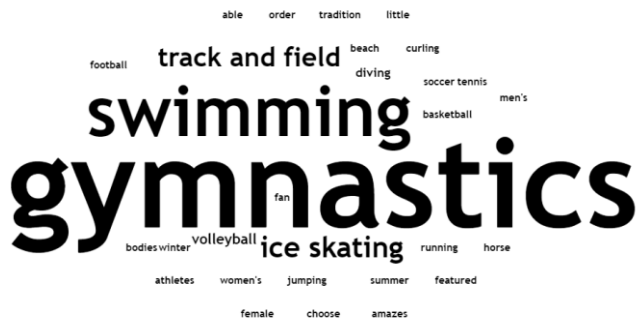 able order tradition little
track and field beach curling
football diving
soccer tennis
swimming men's
basketball
gymnastics
fan
bodies winter volleyball ice skating running horse
athletes women's jumping summer featured
female choose amazes